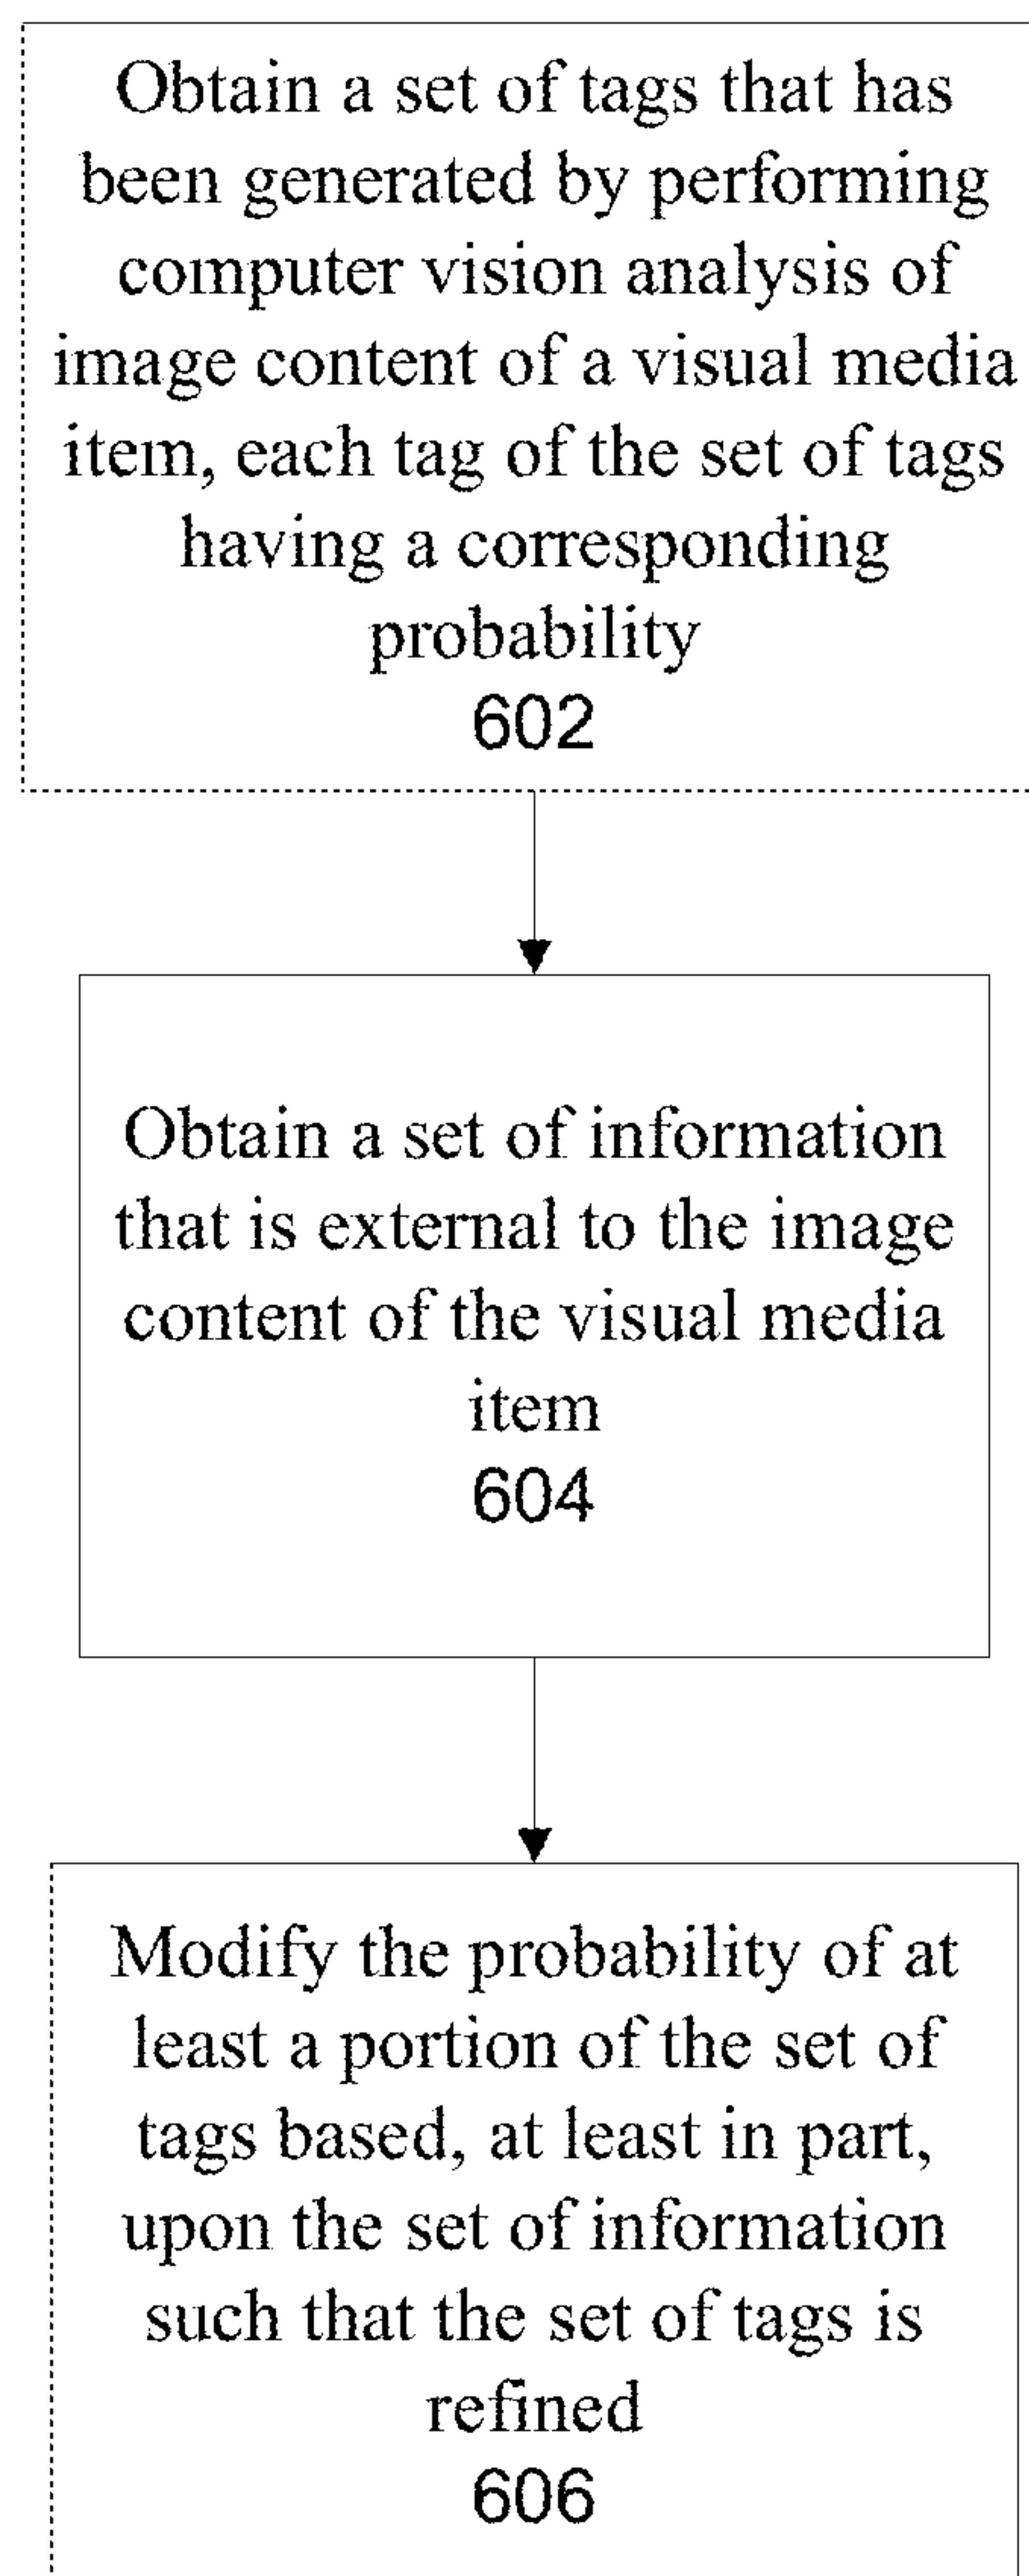 Obtain a set of tags that has
been generated by performing
computer vision analysis of
image content of a visual media
item, each tag of the set of tags
having a corresponding
probability
602
Obtain a set of information
that is external to the image
content of the visual media
item
604
Modify the probability of at
least a portion of the set of
tags based, at least in part,
upon the set of information
such that the set of tags is
refined
606